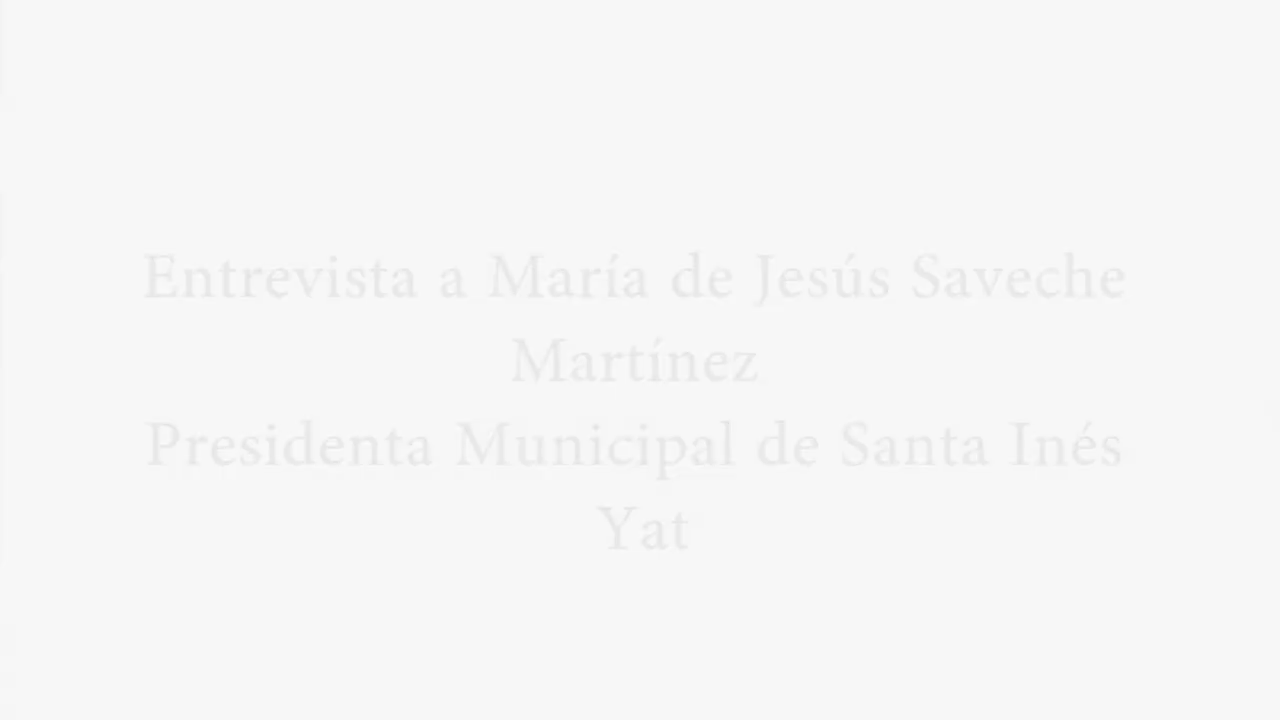 Entrevista a María de Jesús Saveche
Martínez
Presidenta Municipal de Santa Inés
Yat